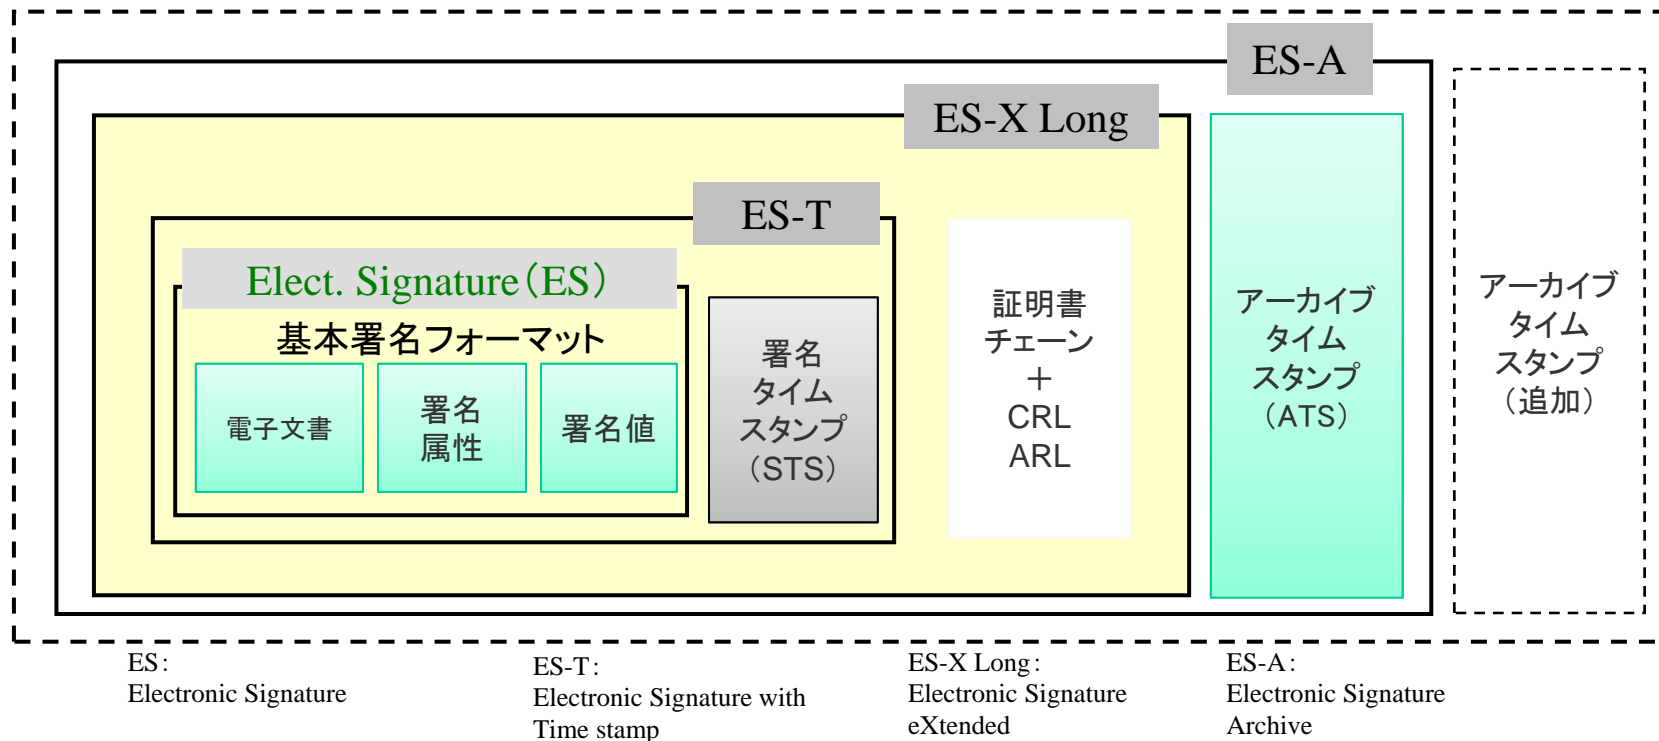 ES-A
ES-X Long
ES-T
Elect. Signature（ES）
基本署名フォーマット
電子文書
署名
属性
署名値
署名
タイム
スタンプ
（STS）
証明書
チェーン
＋
CRL
ARL
アーカイブ
タイム
スタンプ
（ATS）
アーカイブ
タイム
スタンプ
（追加）
ES：
Electronic Signature
ES-T：
Electronic Signature with
Time stamp
ES-X Long：
Electronic Signature
eXtended
ES-A：
Electronic Signature
Archive